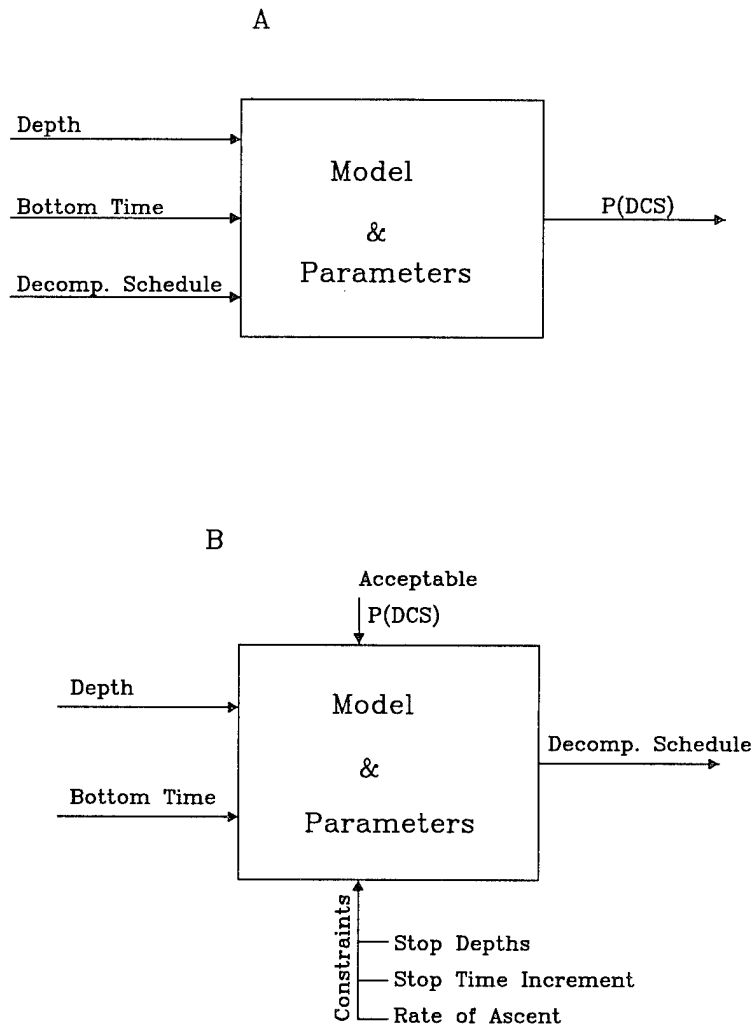 A
Depth
Bottom Time
Decomp. Schedule
Model
&
Parameters
P(DCS)
B
Acceptable
P(DCS)
Depth
Bottom Time
Model
&
Parameters
Decomp. Schedule
Constraints
Stop Depths
Stop Time Increment
Rate of Ascent